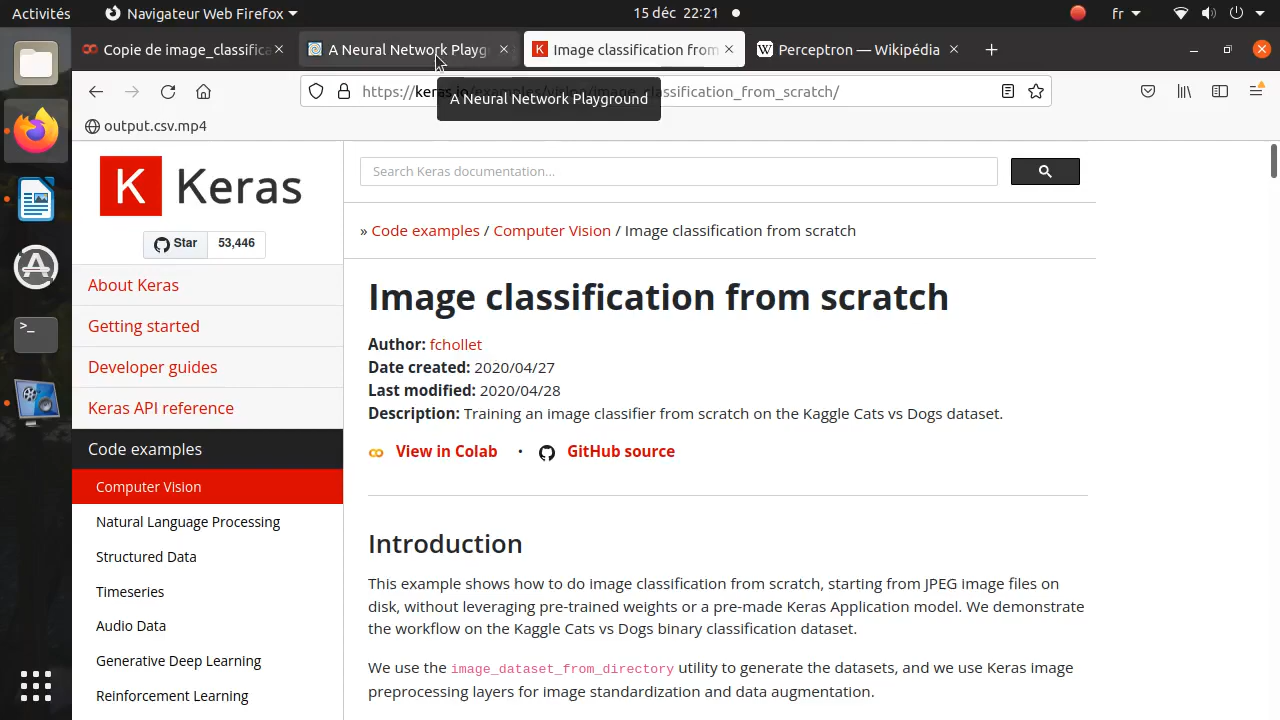 Activités Navigateur Web Firefox 15 déc 22:21 fr
Copie de image_classifica A Neural Network Playg Image classification from Perceptron — Wikipédia
https://keras.io/examples/vision/image_classification_from_scratch/
A Neural Network Playground
output.csv.mp4
K Keras
Star 53,446
About Keras
Getting started
Developer guides
Keras API reference
Code examples
Computer Vision
Natural Language Processing
Structured Data
Timeseries
Audio Data
Generative Deep Learning
Reinforcement Learning
Search Keras documentation...
» Code examples / Computer Vision / Image classification from scratch
Image classification from scratch
Author: fchollet
Date created: 2020/04/27
Last modified: 2020/04/28
Description: Training an image classifier from scratch on the Kaggle Cats vs Dogs dataset.
View in Colab • GitHub source
Introduction
This example shows how to do image classification from scratch, starting from JPEG image files on
disk, without leveraging pre-trained weights or a pre-made Keras Application model. We demonstrate
the workflow on the Kaggle Cats vs Dogs binary classification dataset.
We use the image_dataset_from_directory utility to generate the datasets, and we use Keras image
preprocessing layers for image standardization and data augmentation.